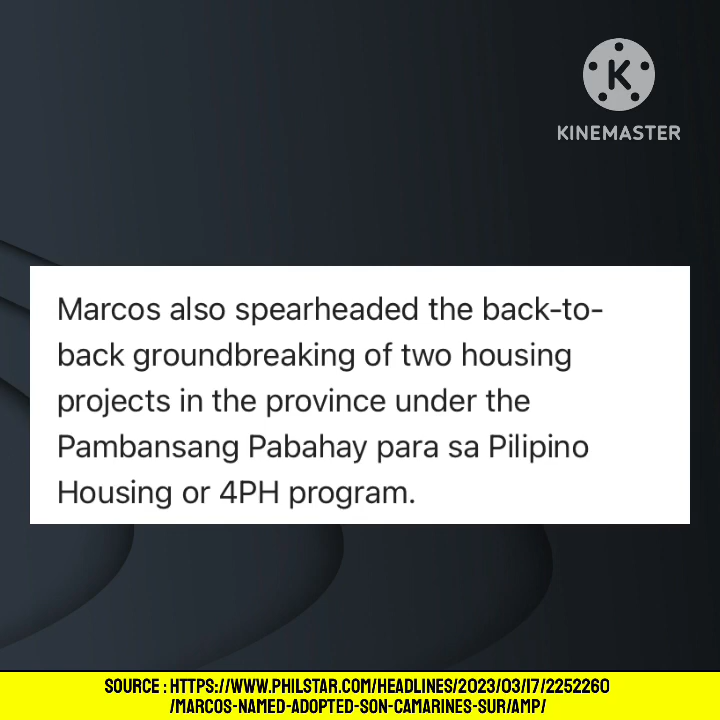 K
KINEMASTER
Marcos also spearheaded the back-to-
back groundbreaking of two housing
projects in the province under the
Pambansang Pabahay para sa Pilipino
Housing or 4PH program.
SOURCE : HTTPS://WWW.PHILSTAR.COM/HEADLINES/2023/03/17/2252260
/MARCOS-NAMED-ADOPTED-SON-CAMARINES-SUR/AMP/